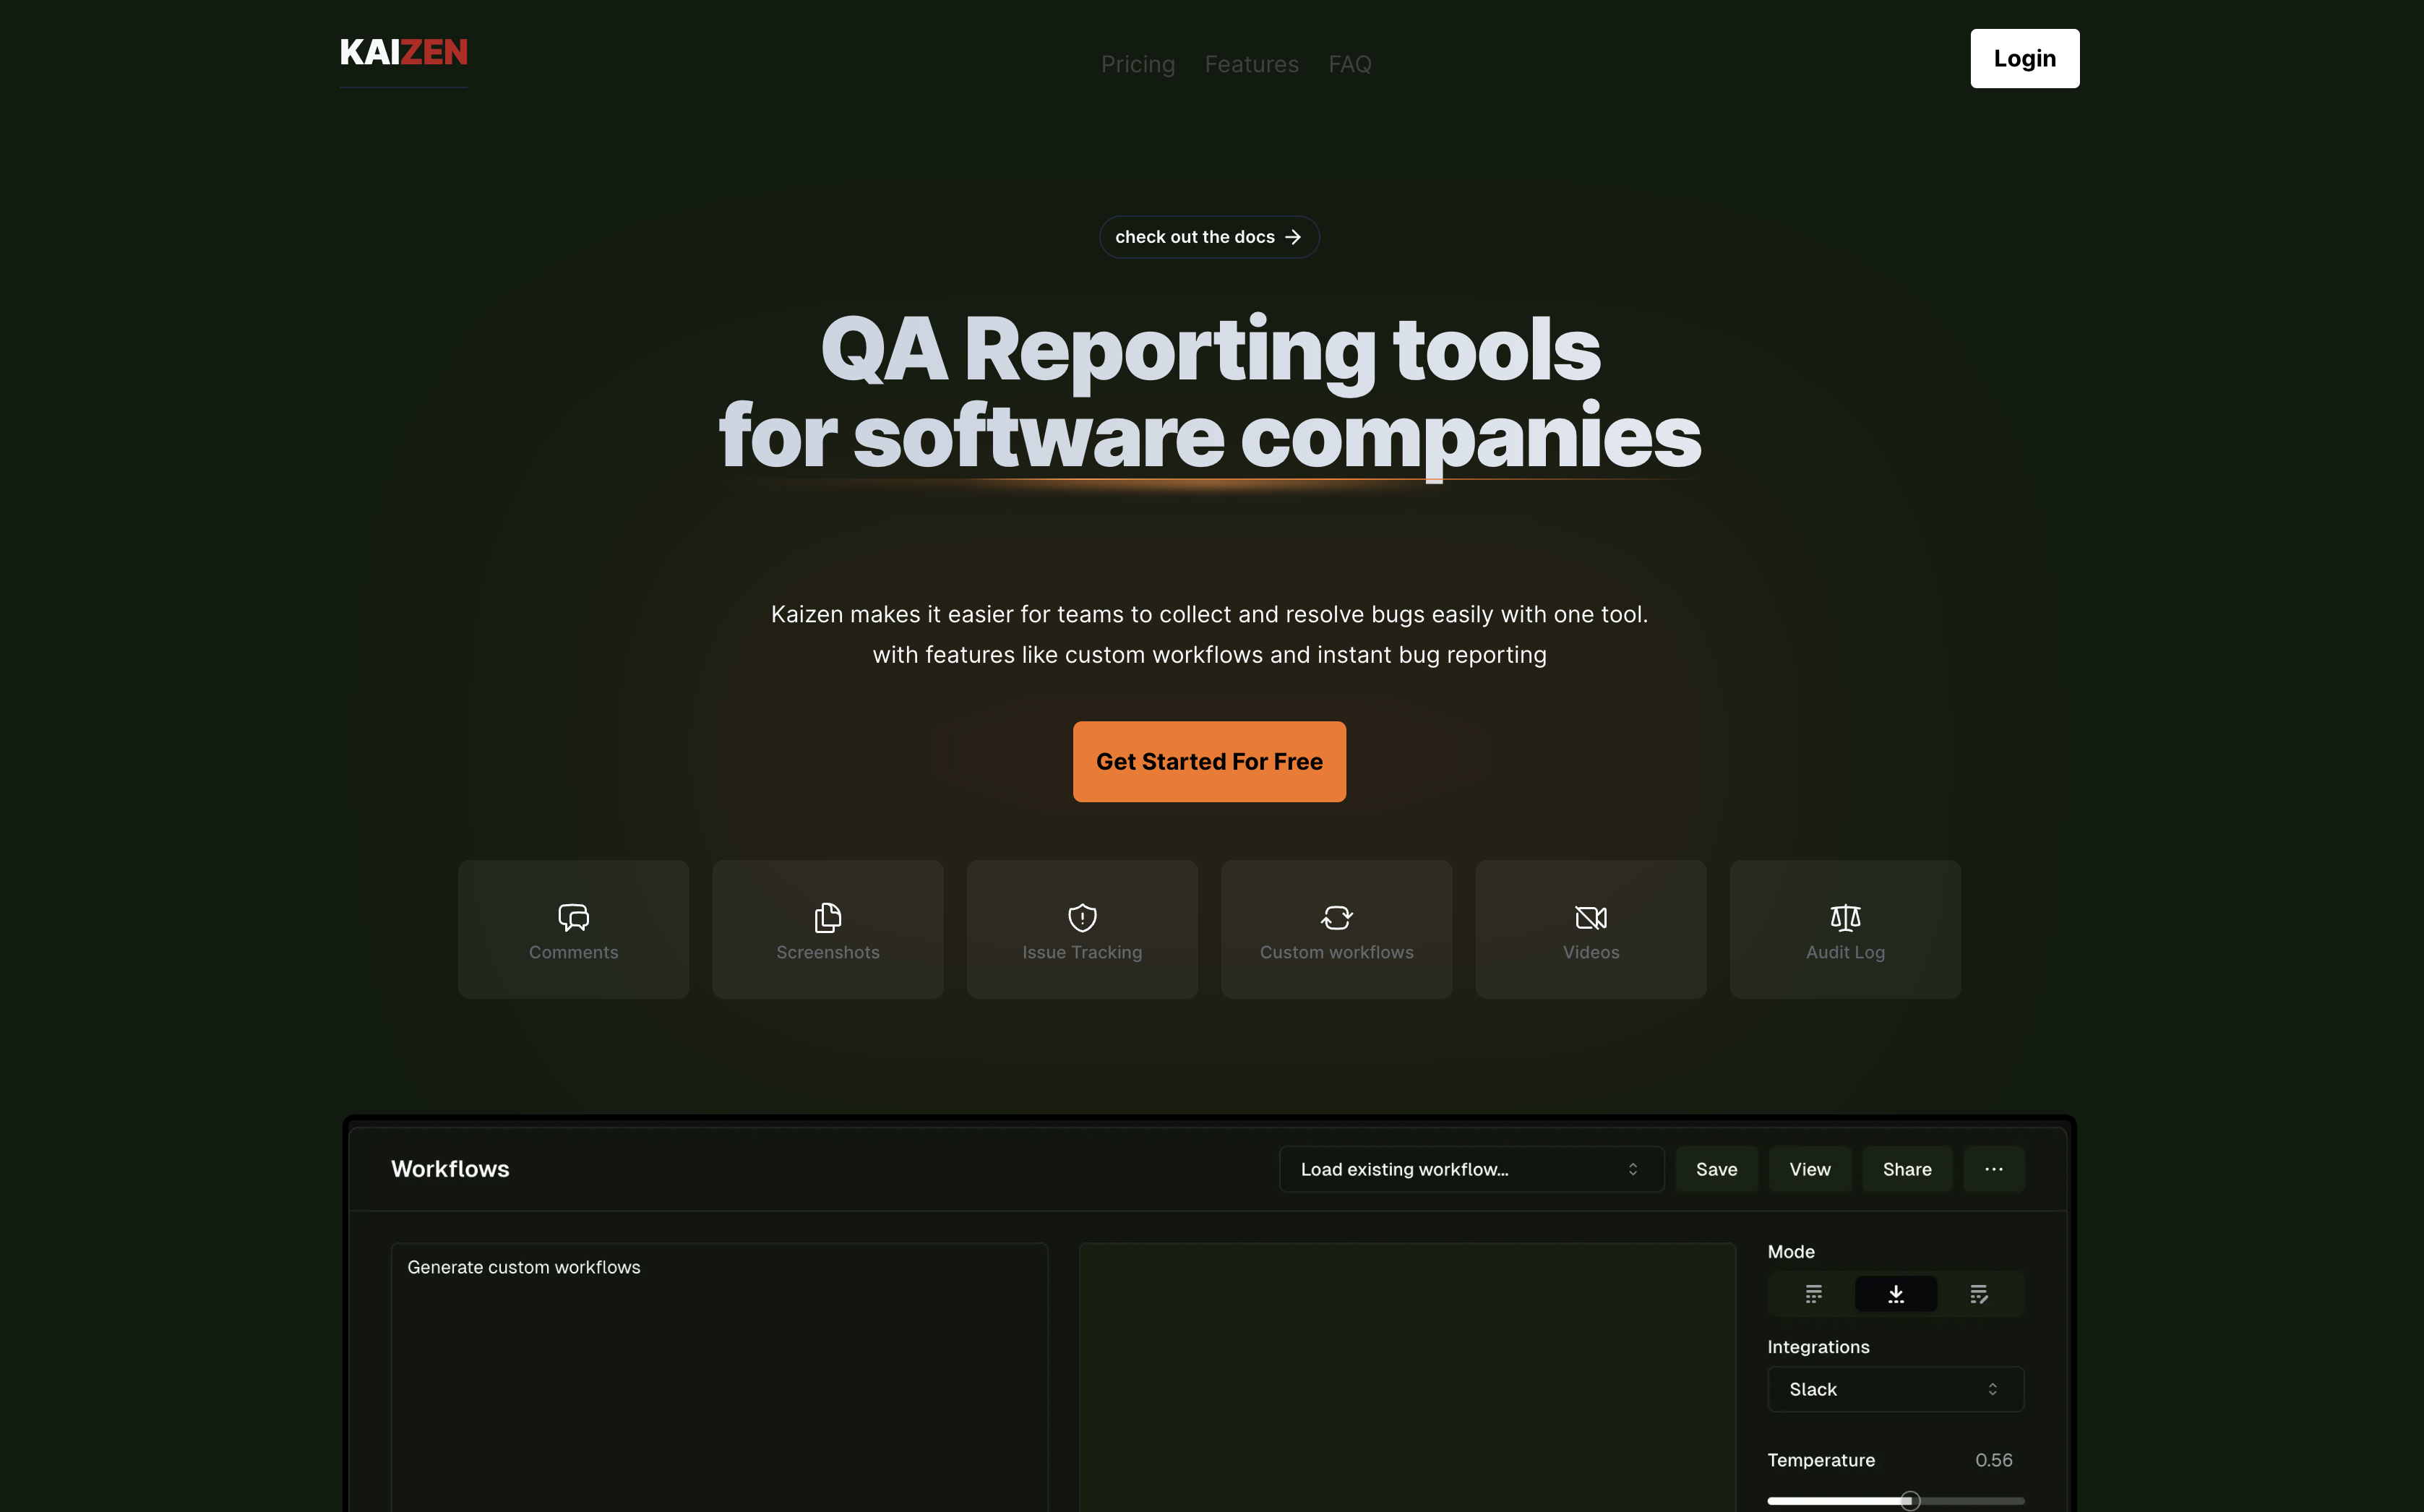 KAIZEN
Pricing Features FAQ
Login
check out the docs →
QA Reporting tools
for software companies
Kaizen makes it easier for teams to collect and resolve bugs easily with one tool.
with features like custom workflows and instant bug reporting
Get Started For Free
Comments
Screenshots
Issue Tracking
Custom workflows
Videos
Audit Log
Workflows
Load existing workflow...
Save
View
Share
...
Generate custom workflows
Mode
Integrations
Slack
Temperature
0.56